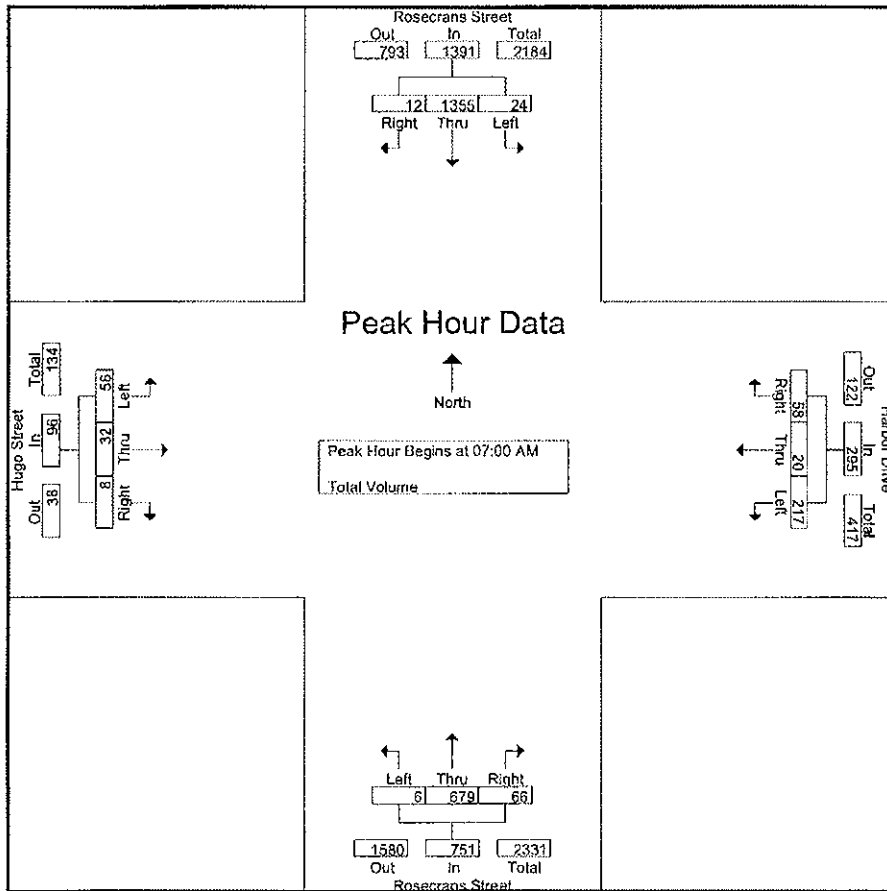 Rosecrans Street
Out In Total
793 1391 2184
12 1355 24
Right Thru Left
Peak Hour Data
North
Peak Hour Begins at 07:00 AM
Total Volume
Hugo Street
Total In Out
134 96 38
56 32 8
Left Thru Right
Harbor Drive
Out In Total
122 295 417
58 20 217
Right Thru Left
Left Thru Right
6 679 66
1580 751 2331
Out In Total
Rosecrans Street